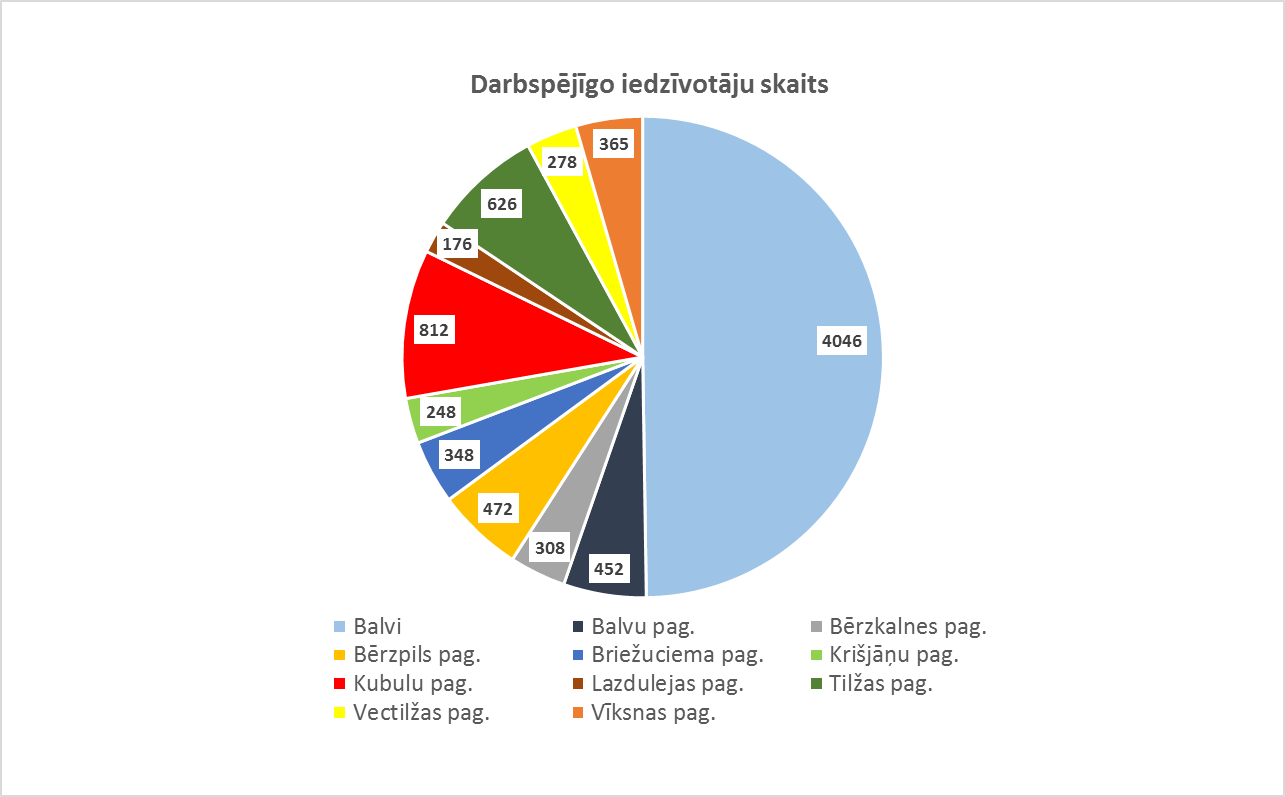 Darbspējīgo iedzīvotāju skaits
365
278
626
176
4046
812
248
348
472
308
452
Balvi
Balvu pag.
Bērzkalnes pag.
Bērzpils pag.
Briežuciema pag.
Krišjāņu pag.
Kubulu pag.
Lazdulejas pag.
Tilžas pag.
Vectilžas pag.
Vīksnas pag.